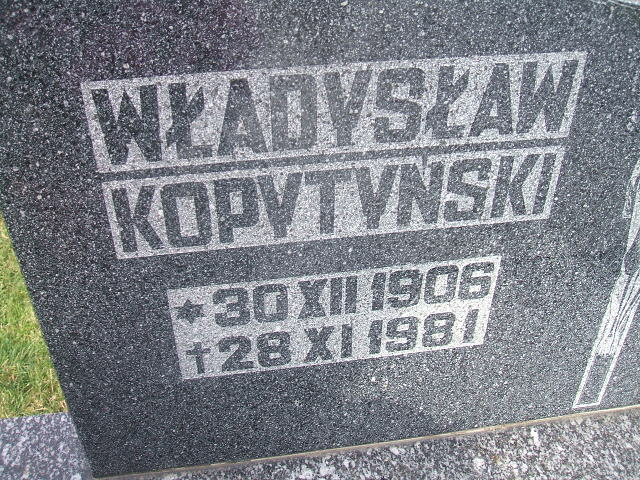 WŁADYSŁAW
KOPYTYŃSKI
★ 30 XII 1906
† 28 XI 1981